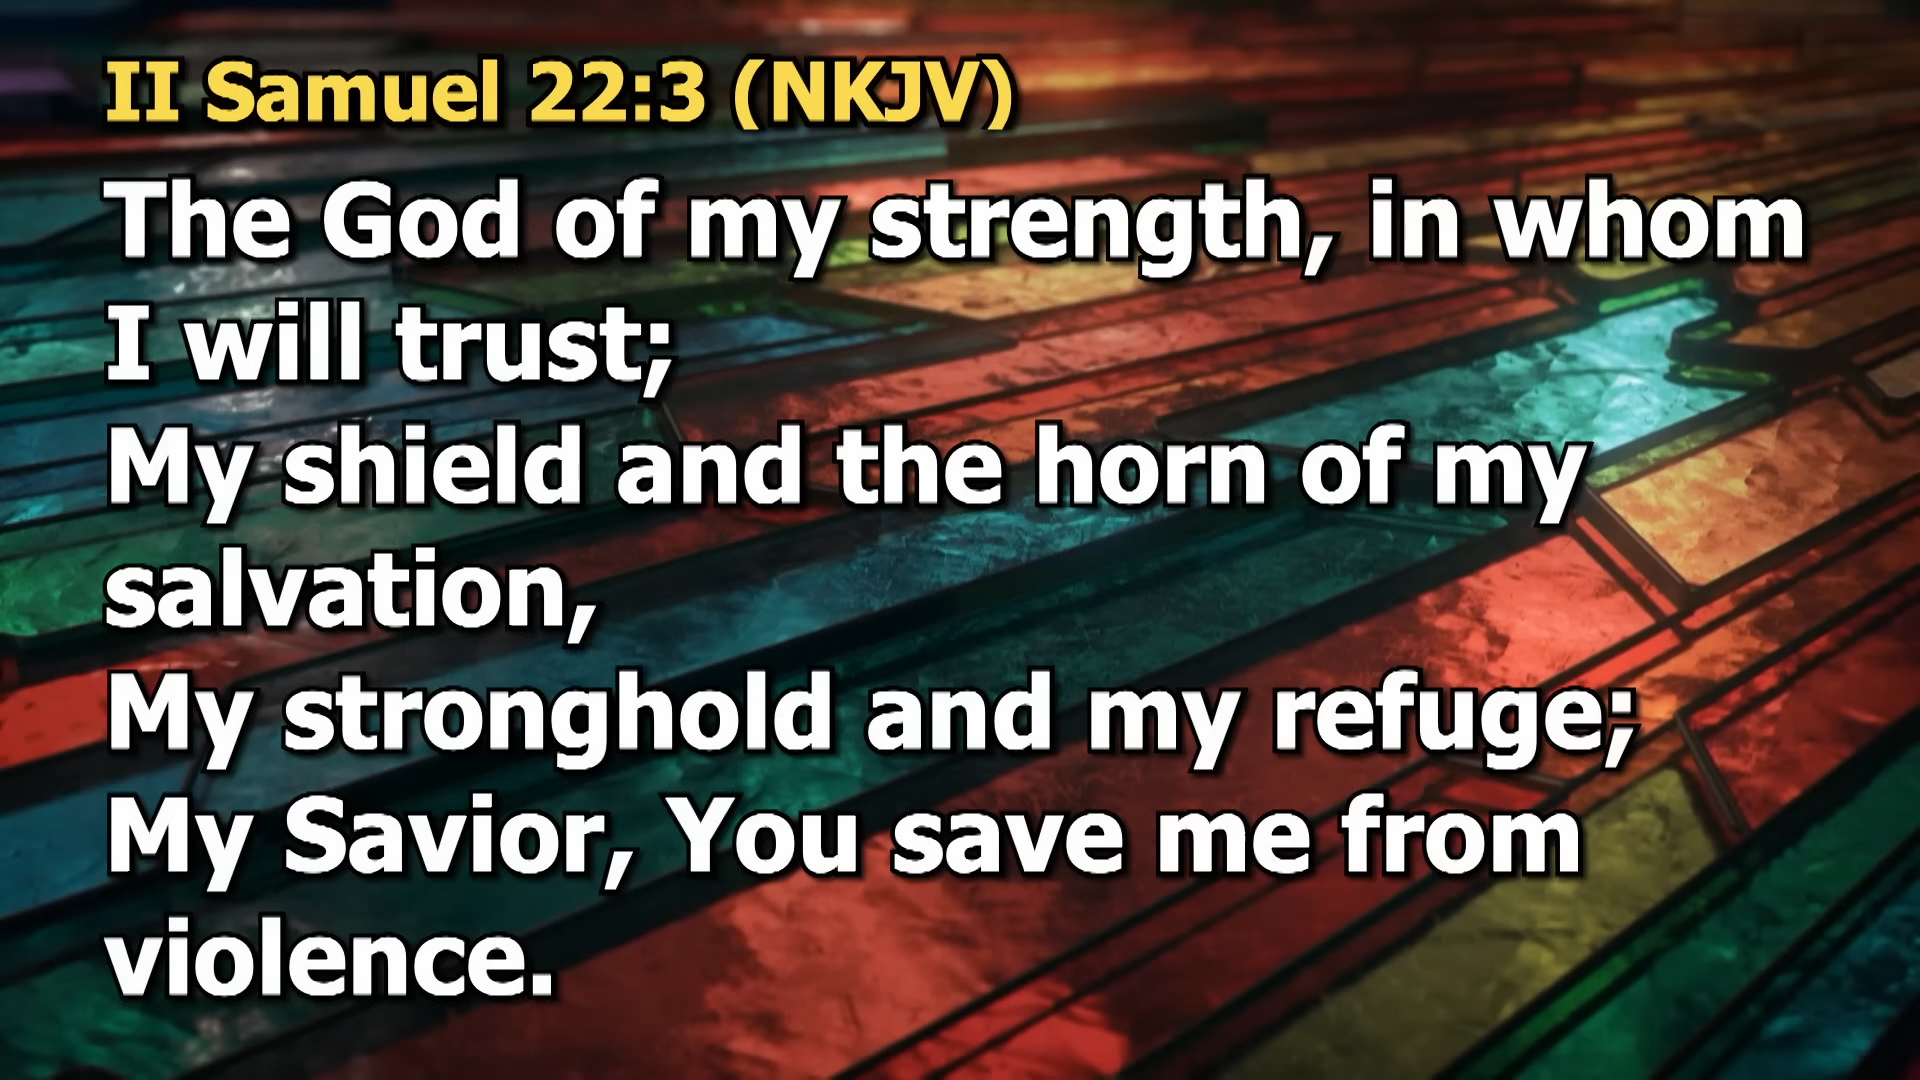 II Samuel 22:3 (NKJV)
The God of my strength, in whom
I will trust;
My shield and the horn of my
salvation,
My stronghold and my refuge;
My Savior, You save me from
violence.